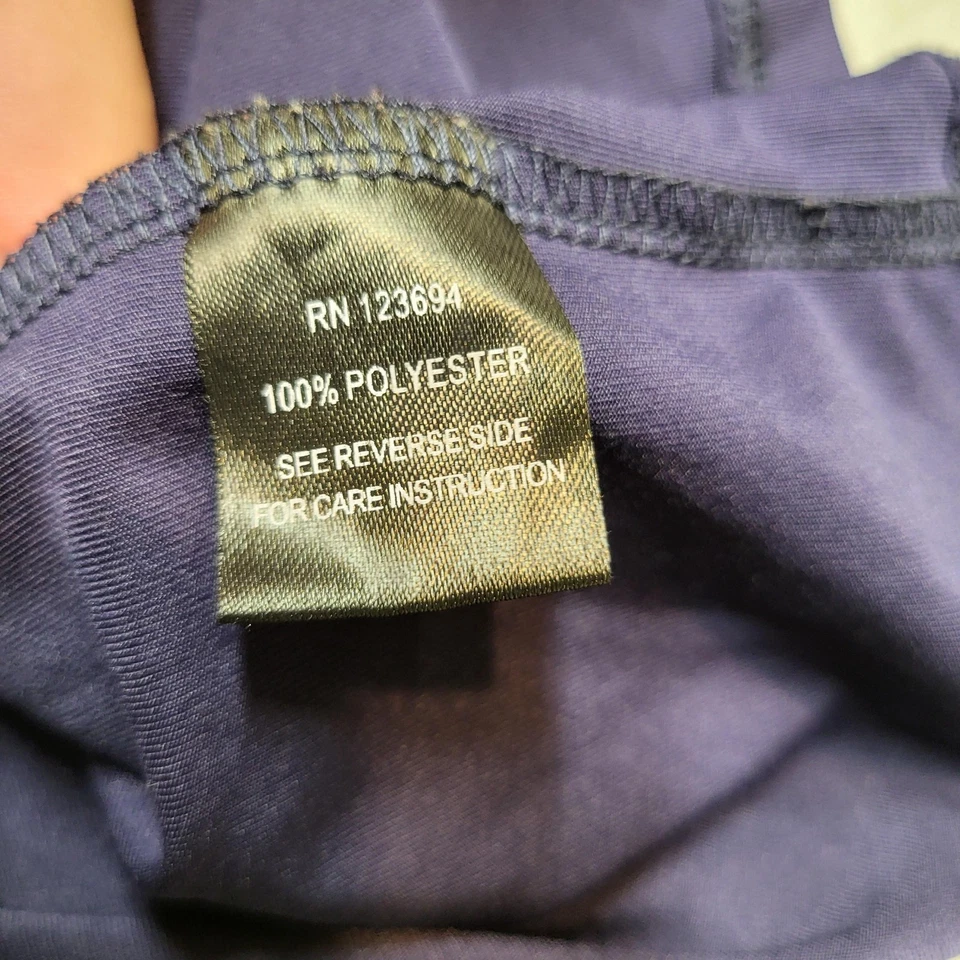 RN 123694
100% POLYESTER
SEE REVERSE SIDE
FOR CARE INSTRUCTION